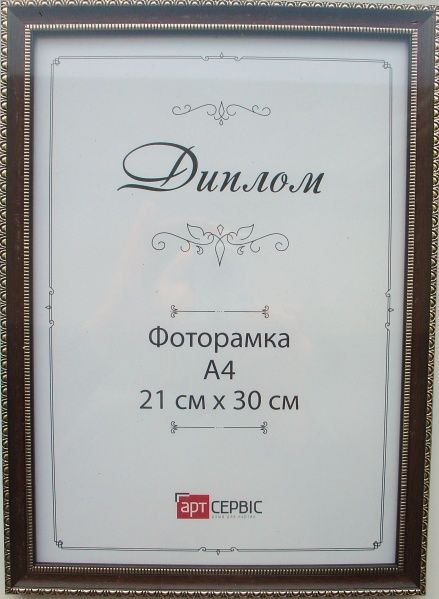 Диплом
Фоторамка
А4
21 см х 30 см
арт СЕРВІС